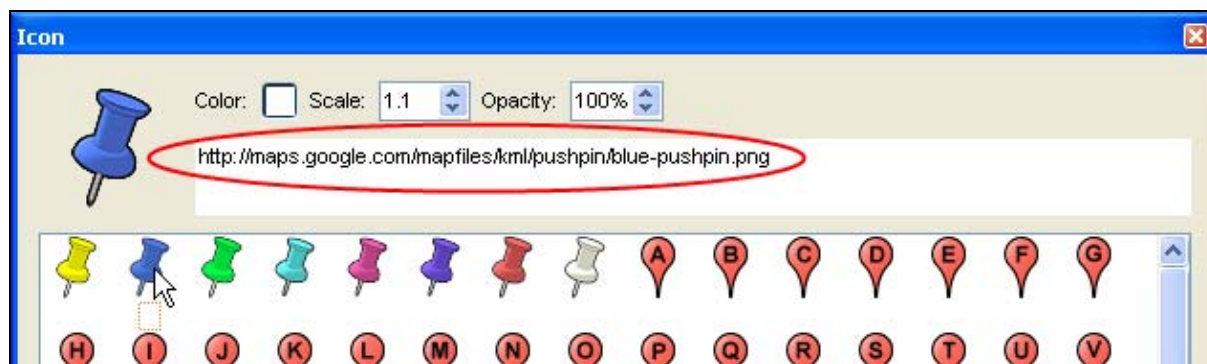 Icon
Color: Scale: 1.1 Opacity: 100%
http://maps.google.com/mapfiles/kml/pushpin/blue-pushpin.png
A B C D E F G
H I J K L M N O P Q R S T U V